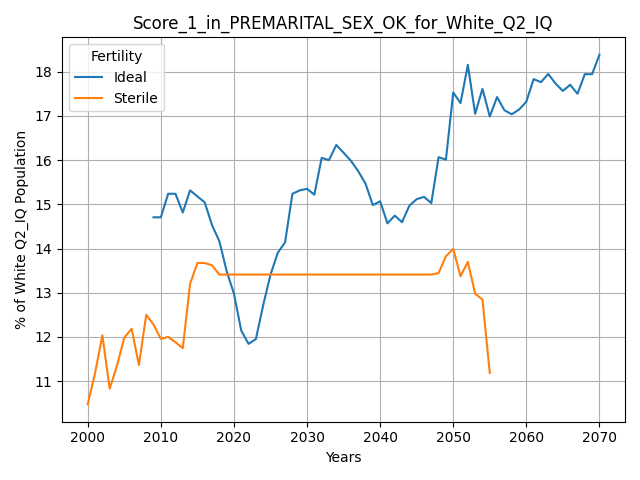 Score_1_in_PREMARITAL_SEX_OK_for_White_Q2_IQ
Fertility
Ideal
Sterile
% of White Q2_IQ Population
18
17
16
15
14
13
12
11
2000 2010 2020 2030 2040 2050 2060 2070
Years